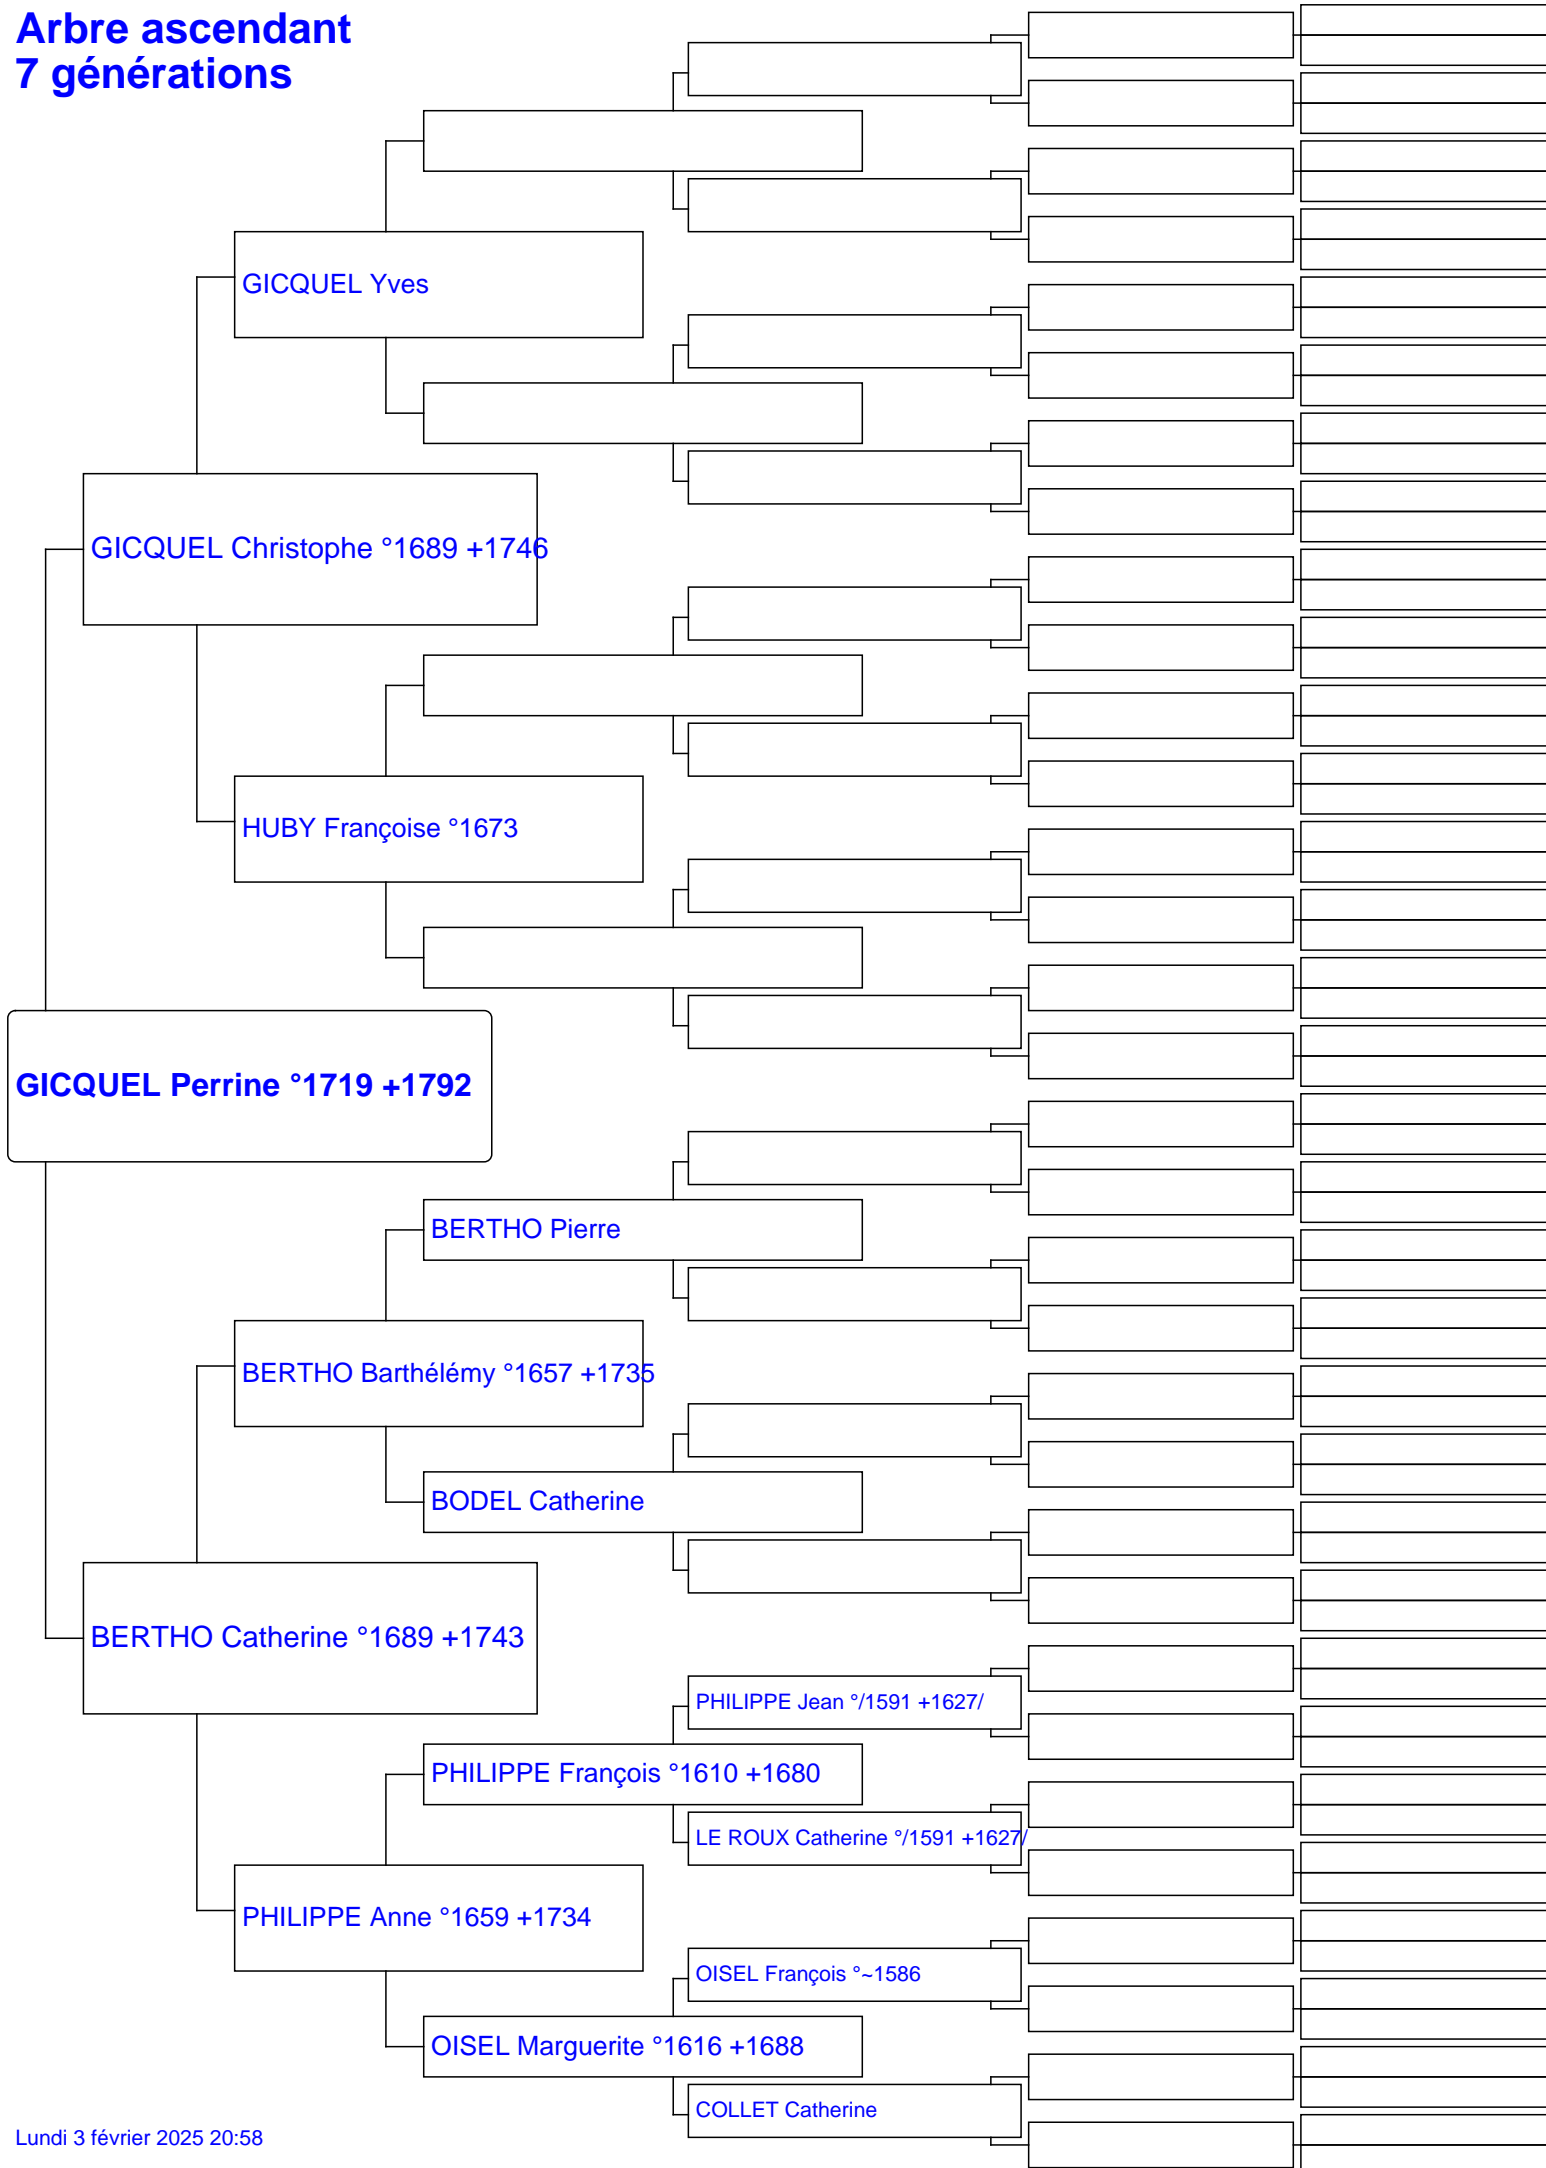 Arbre ascendant
7 générations
GICQUEL Yves
GICQUEL Christophe °1689 +1746
HUBY Françoise °1673
GICQUEL Perrine °1719 +1792
BERTHO Pierre
BERTHO Barthélémy °1657 +1735
BODEL Catherine
BERTHO Catherine °1689 +1743
PHILIPPE Jean °/1591 +1627/
PHILIPPE François °1610 +1680
LE ROUX Catherine °/1591 +1627/
PHILIPPE Anne °1659 +1734
OISEL François °~1586
OISEL Marguerite °1616 +1688
COLLET Catherine
Lundi 3 février 2025 20:58